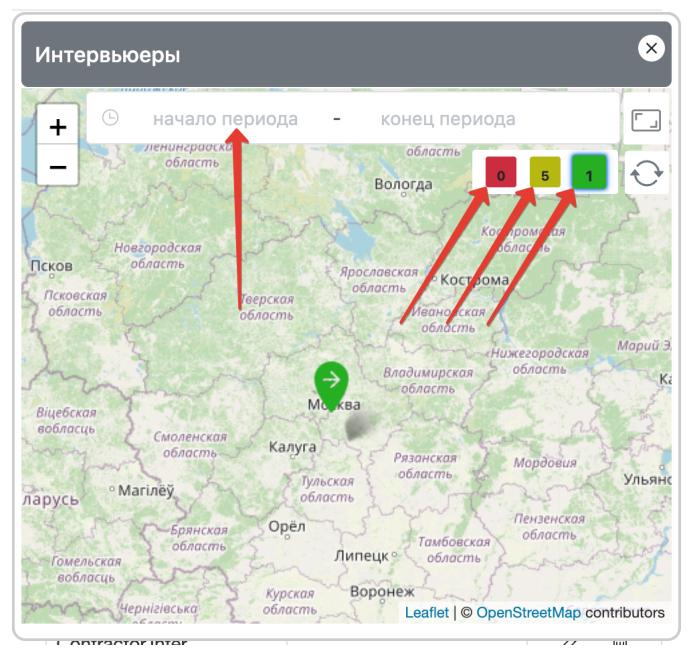 Интервьюеры
+
начало периода - конец периода
−
область
область
0 5 1
Вологда
Костромская
область
Новгородская
область
Псков
Ярославская
область
Кострома
Псковская
область
Тверская
область
Ивановская
область
Нижегородская
область
Марий Э
Владимирская
область
Москва
Віцебская
вобласць
Смоленская
область
Калуга
Рязанская
область
Мордовия
Ульянс
Тульская
область
ларусь
Магілёў
Брянская
область
Орёл
Пензенская
область
Тамбовская
область
Липецк
Гомельская
вобласць
Курская
область
Воронеж
Чернігівська
Leaflet | © OpenStreetMap contributors